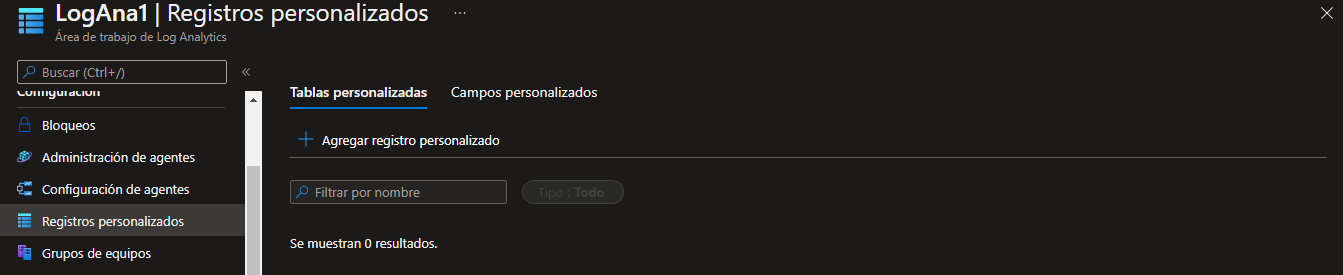 LogAna1 | Registros personalizados ...
Área de trabajo de Log Analytics
Buscar (Ctrl+/)
Configuración
Bloqueos
Administración de agentes
Configuración de agentes
Registros personalizados
Grupos de equipos
Tablas personalizadas Campos personalizados
Agregar registro personalizado
Filtrar por nombre Tipo : Todo
Se muestran 0 resultados.